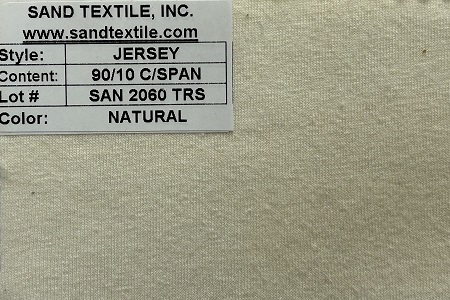 SAND TEXTILE, INC.
www.sandtextile.com
Style: JERSEY
Content: 90/10 C/SPAN
Lot # SAN 2060 TRS
Color: NATURAL